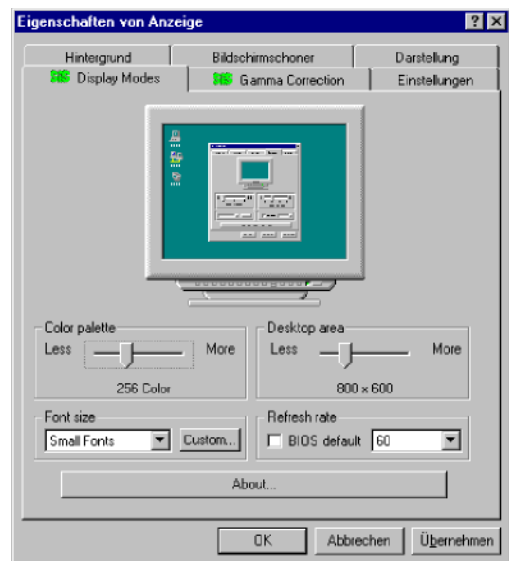 Eigenschaften von Anzeige
Hintergrund Bildschirmschoner Darstellung
SiS Display Modes SiS Gamma Correction Einstellungen
Color palette
Less More
256 Color
Desktop area
Less More
800 × 600
Font size
Small Fonts Custom...
Refresh rate
BIOS default 60
About...
OK Abbrechen Übernehmen